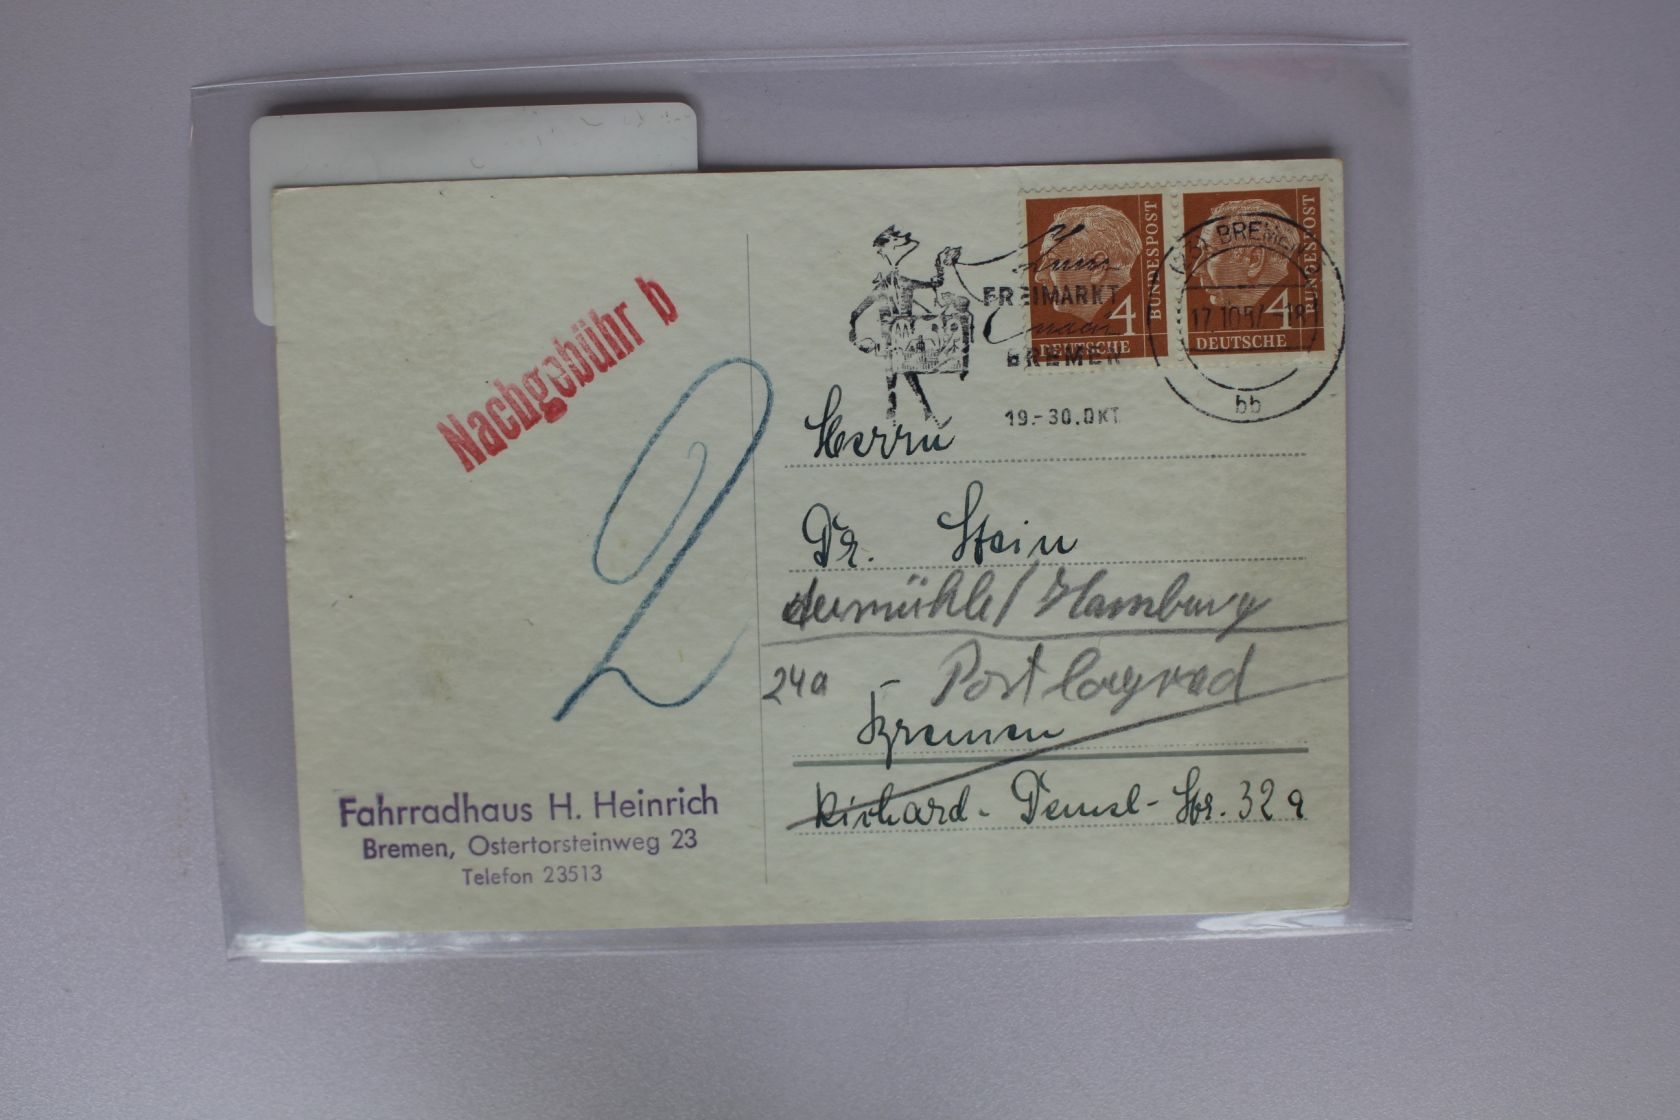 Nachgebühr b
2
FREIMARKT
BREMEN
19.-30.OKT
BUNDESPOST
4
DEUTSCHE
BUNDESPOST
4
DEUTSCHE
BREMEN
17.10.57
bb
Herrn
Dr. Stein
Hamburg
24a
Bremen
Richard- Str. 32a
Fahrradhaus H. Heinrich
Bremen, Ostertorsteinweg 23
Telefon 23513